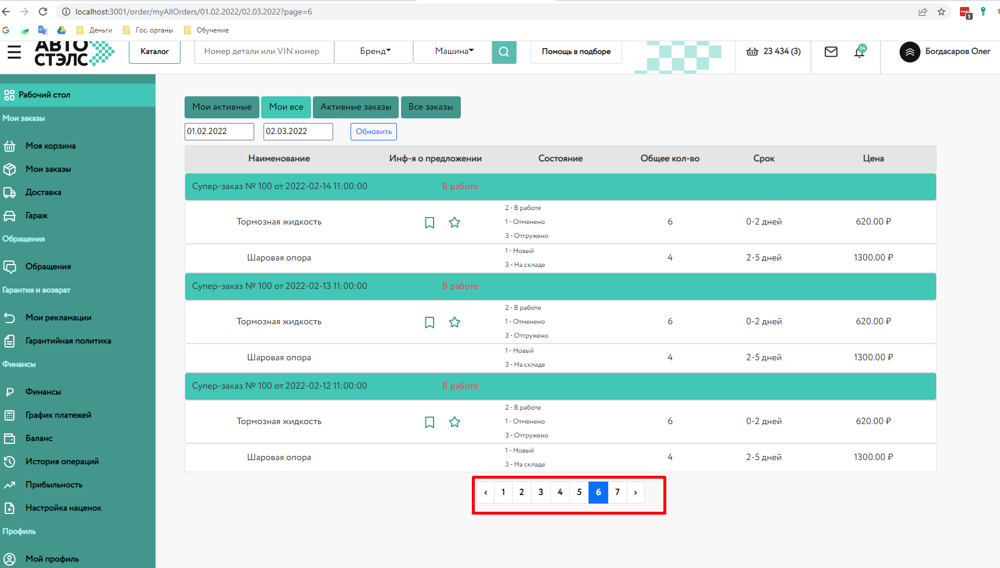 localhost:3001/order/myAllOrders/01.02.2022/02.03.2022?page=6
1
Деньги
Гос. органы
Обучение
АВТО
СТЭЛС
Каталог
Номер детали или VIN номер
Бренд
Машина
Помощь в подборе
23 434 (3)
34
Богдасаров Олег
Рабочий стол
Мои заказы
Моя корзина
Мои заказы
Доставка
Гараж
Обращения
Обращения
Гарантия и возврат
Мои рекламации
Гарантийная политика
Финансы
Финансы
График платежей
Баланс
История операций
Прибыльность
Настройка наценок
Профиль
Мой профиль
Мои активные
Мои все
Активные заказы
Все заказы
01.02.2022
02.03.2022
Обновить
Наименование Инф-я о предложении Состояние Общее кол-во Срок Цена
Супер-заказ № 100 от 2022-02-14 11:00:00 В работе
2 - В работе
Тормозная жидкость 1 - Отменено 6 0-2 дней 620.00 ₽
3 - Отгружено
1 - Новый
Шаровая опора 4 2-5 дней 1300.00 ₽
3 - На складе
Супер-заказ № 100 от 2022-02-13 11:00:00 В работе
2 - В работе
Тормозная жидкость 1 - Отменено 6 0-2 дней 620.00 ₽
3 - Отгружено
1 - Новый
Шаровая опора 4 2-5 дней 1300.00 ₽
3 - На складе
Супер-заказ № 100 от 2022-02-12 11:00:00 В работе
2 - В работе
Тормозная жидкость 1 - Отменено 6 0-2 дней 620.00 ₽
3 - Отгружено
1 - Новый
Шаровая опора 4 2-5 дней 1300.00 ₽
3 - На складе
‹ 1 2 3 4 5 6 7 ›